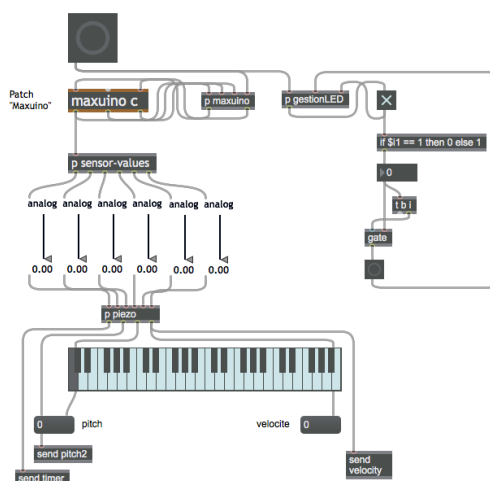 Patch
"Maxuino"
maxuino c
p maxuino
p gestionLED
if $i1 == 1 then 0 else 1
0
t b i
gate
p sensor-values
analog analog analog analog analog analog
0.00 0.00 0.00 0.00 0.00 0.00
p piezo
0 pitch
velocite 0
send pitch2
send
velocity
send timer